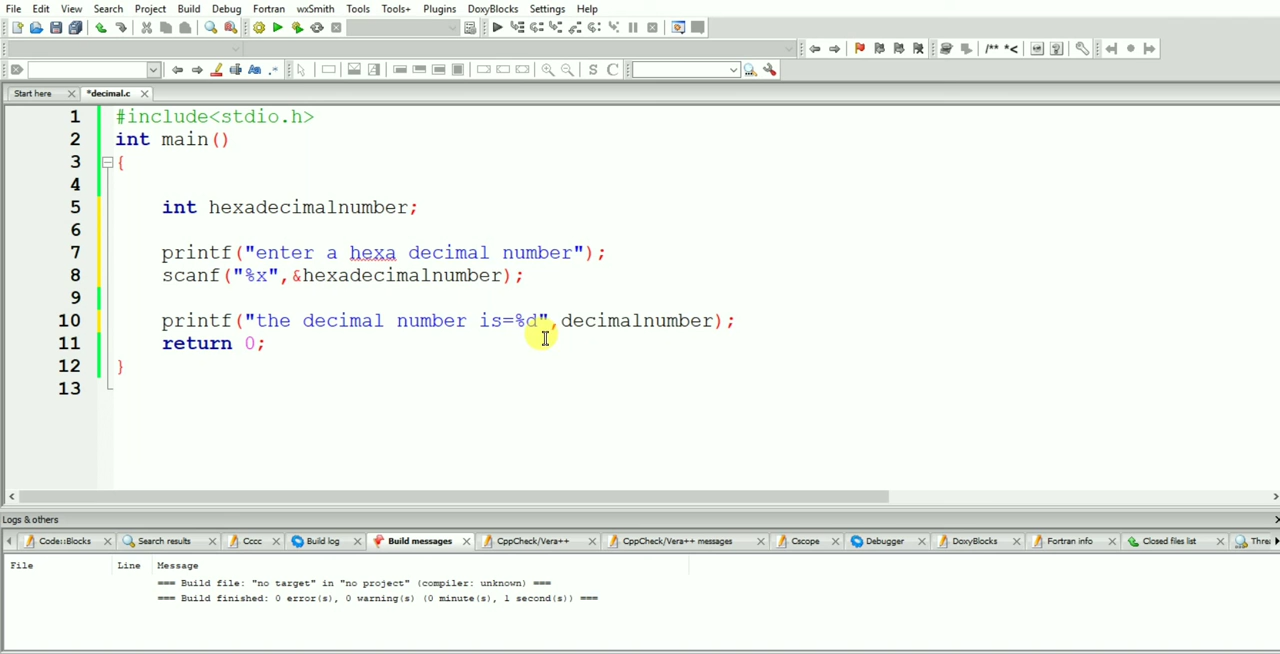 File Edit View Search Project Build Debug Fortran wxSmith Tools Tools+ Plugins DoxyBlocks Settings Help
/** *<
Aa .*
S C
Start here *decimal.c
1 #include<stdio.h>
2 int main()
3 {
4
5 int hexadecimalnumber;
6
7 printf("enter a hexa decimal number");
8 scanf("%x",&hexadecimalnumber);
9
10 printf("the decimal number is=%d",decimalnumber);
11 return 0;
12 }
13
Logs & others
Code::Blocks Search results Cccc Build log Build messages CppCheck/Vera++ CppCheck/Vera++ messages Cscope Debugger DoxyBlocks Fortran info Closed files list Threa
File Line Message
=== Build file: "no target" in "no project" (compiler: unknown) ===
=== Build finished: 0 error(s), 0 warning(s) (0 minute(s), 1 second(s)) ===